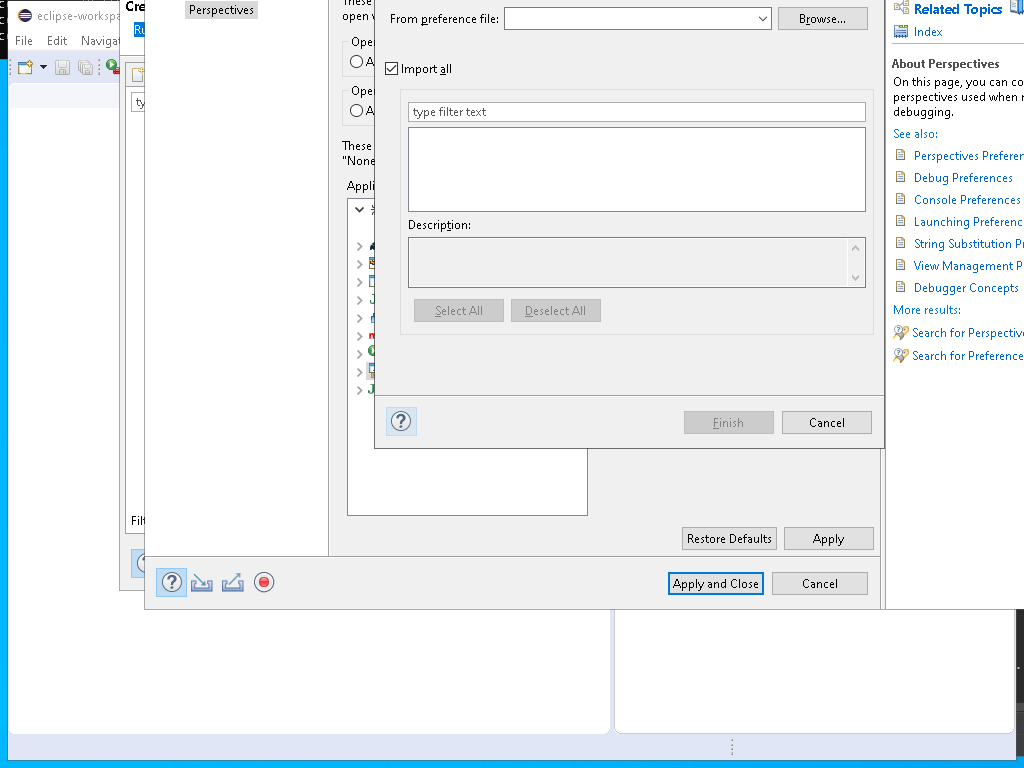 eclipse-workspa
File Edit Naviga
Cre
Ru
ty
Filt
Perspectives
These
open w
Open
A
Open
A
These
"None
Appli
From preference file:
Browse...
Import all
type filter text
Description:
Select All
Deselect All
Finish
Cancel
Restore Defaults
Apply
Apply and Close
Cancel
Related Topics
Index
About Perspectives
On this page, you can co
perspectives used when r
debugging.
See also:
Perspectives Preferen
Debug Preferences
Console Preferences
Launching Preferenc
String Substitution Pr
View Management P
Debugger Concepts
More results:
Search for Perspective
Search for Preference